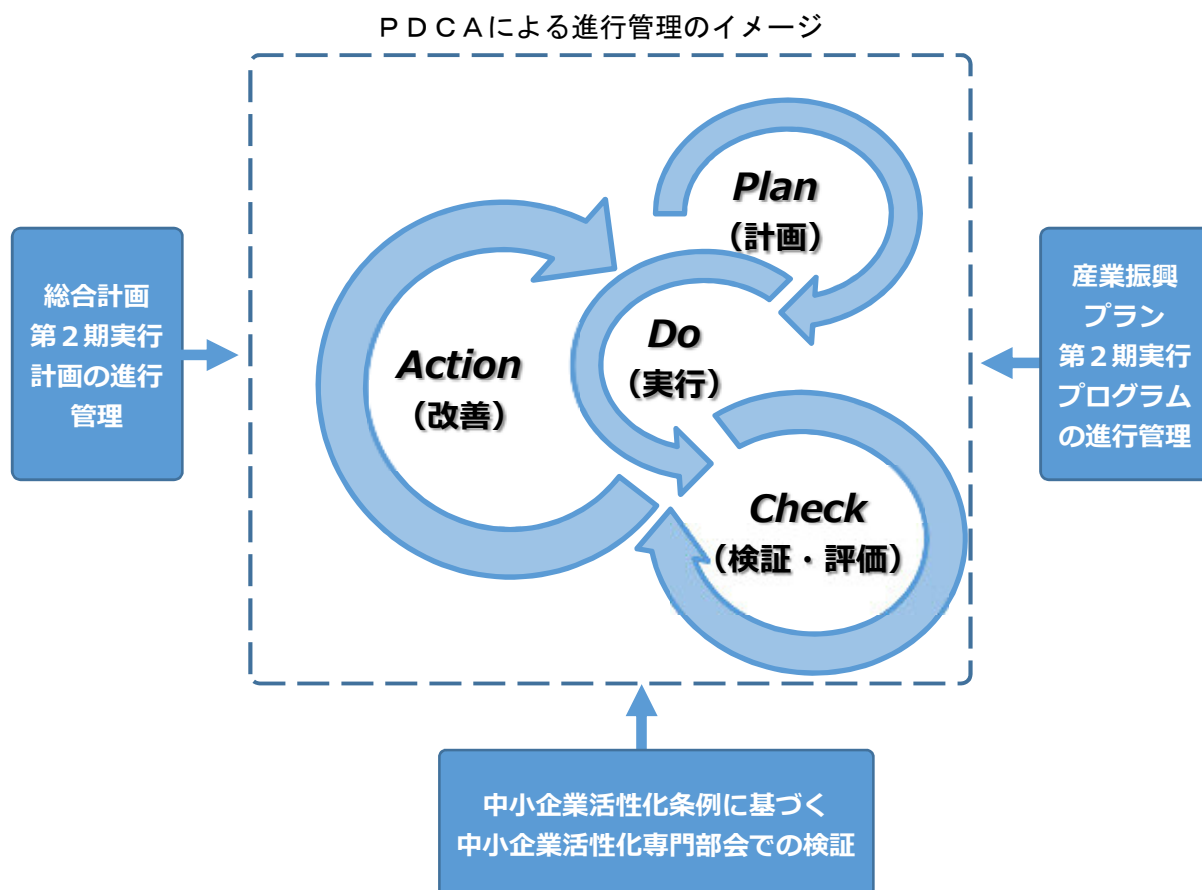 ＰＤＣＡによる進行管理のイメージ
Plan
（計画）
Do
（実行）
Action
（改善）
Check
（検証・評価）
総合計画
第２期実行
計画の進行
管理
産業振興
プラン
第２期実行
プログラム
の進行管理
中小企業活性化条例に基づく
中小企業活性化専門部会での検証